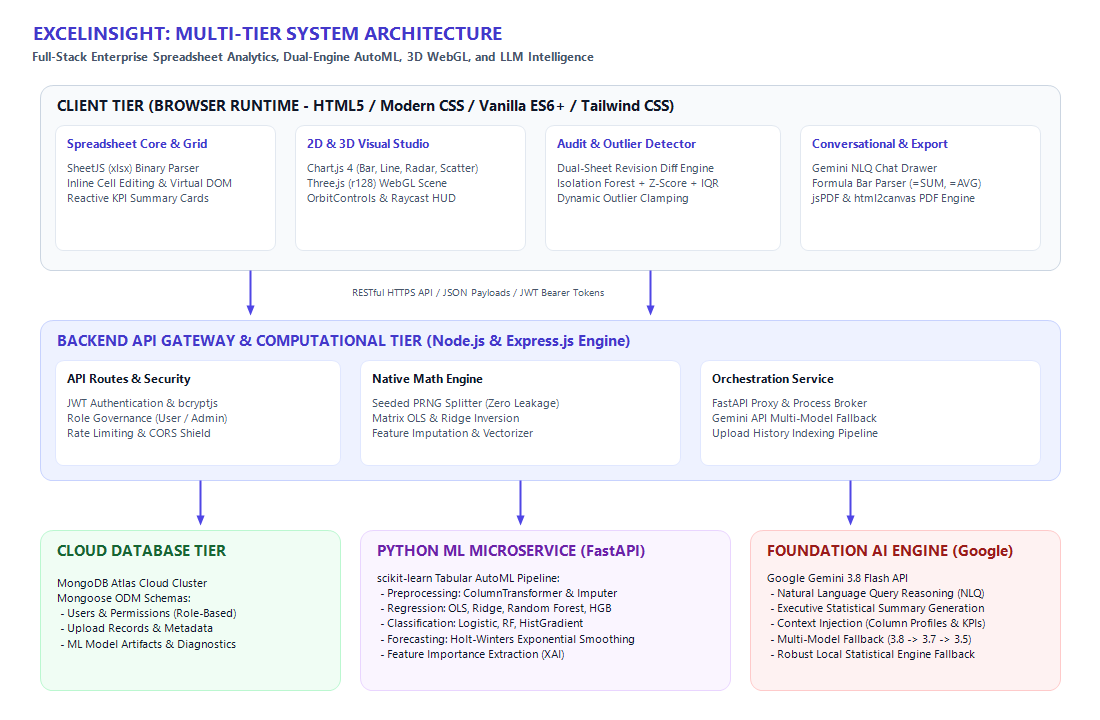 EXCELINSIGHT: MULTI-TIER SYSTEM ARCHITECTURE
Full-Stack Enterprise Spreadsheet Analytics, Dual-Engine AutoML, 3D WebGL, and LLM Intelligence
CLIENT TIER (BROWSER RUNTIME - HTML5 / Modern CSS / Vanilla ES6+ / Tailwind CSS)
Spreadsheet Core & Grid
SheetJS (xlsx) Binary Parser
Inline Cell Editing & Virtual DOM
Reactive KPI Summary Cards
2D & 3D Visual Studio
Chart.js 4 (Bar, Line, Radar, Scatter)
Three.js (r128) WebGL Scene
OrbitControls & Raycast HUD
Audit & Outlier Detector
Dual-Sheet Revision Diff Engine
Isolation Forest + Z-Score + IQR
Dynamic Outlier Clamping
Conversational & Export
Gemini NLQ Chat Drawer
Formula Bar Parser (=SUM, =AVG)
jsPDF & html2canvas PDF Engine
RESTful HTTPS API / JSON Payloads / JWT Bearer Tokens
BACKEND API GATEWAY & COMPUTATIONAL TIER (Node.js & Express.js Engine)
API Routes & Security
JWT Authentication & bcryptjs
Role Governance (User / Admin)
Rate Limiting & CORS Shield
Native Math Engine
Seeded PRNG Splitter (Zero Leakage)
Matrix OLS & Ridge Inversion
Feature Imputation & Vectorizer
Orchestration Service
FastAPI Proxy & Process Broker
Gemini API Multi-Model Fallback
Upload History Indexing Pipeline
CLOUD DATABASE TIER
MongoDB Atlas Cloud Cluster
Mongoose ODM Schemas:
- Users & Permissions (Role-Based)
- Upload Records & Metadata
- ML Model Artifacts & Diagnostics
PYTHON ML MICROSERVICE (FastAPI)
scikit-learn Tabular AutoML Pipeline:
- Preprocessing: ColumnTransformer & Imputer
- Regression: OLS, Ridge, Random Forest, HGB
- Classification: Logistic, RF, HistGradient
- Forecasting: Holt-Winters Exponential Smoothing
- Feature Importance Extraction (XAI)
FOUNDATION AI ENGINE (Google)
Google Gemini 3.8 Flash API
- Natural Language Query Reasoning (NLQ)
- Executive Statistical Summary Generation
- Context Injection (Column Profiles & KPIs)
- Multi-Model Fallback (3.8 -> 3.7 -> 3.5)
- Robust Local Statistical Engine Fallback